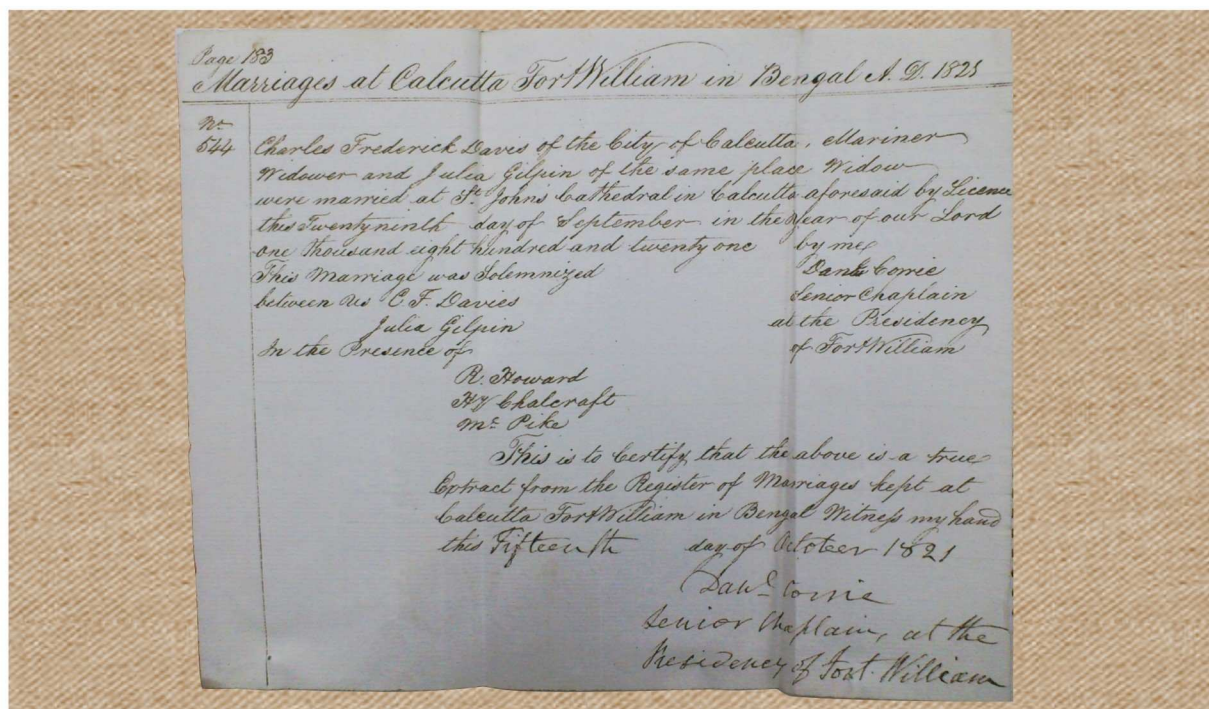 Page 183
Marriages at Calcutta Fort William in Bengal A. D. 1821
No
544 Charles Frederick Davis of the City of Calcutta, Mariner
Widower and Julia Gilpin of the same place Widow
were married at St Johns Cathedral in Calcutta aforesaid by Licence
this Twenty ninth day of September in the Year of our Lord
one thousand eight hundred and twenty one by me
This Marriage was Solemnized Danl Corrie
between us C. F. Davies Senior Chaplain
Julia Gilpin at the Presidency
In the Presence of of Fort William
R. Howard
Hy Chalcraft
Mr Pike
This is to Certify that the above is a true
Extract from the Register of Marriages kept at
Calcutta Fort William in Bengal Witness my hand
this Fifteenth day of October 1821
Danl Corrie
Senior Chaplain, at the
Presidency of Fort William